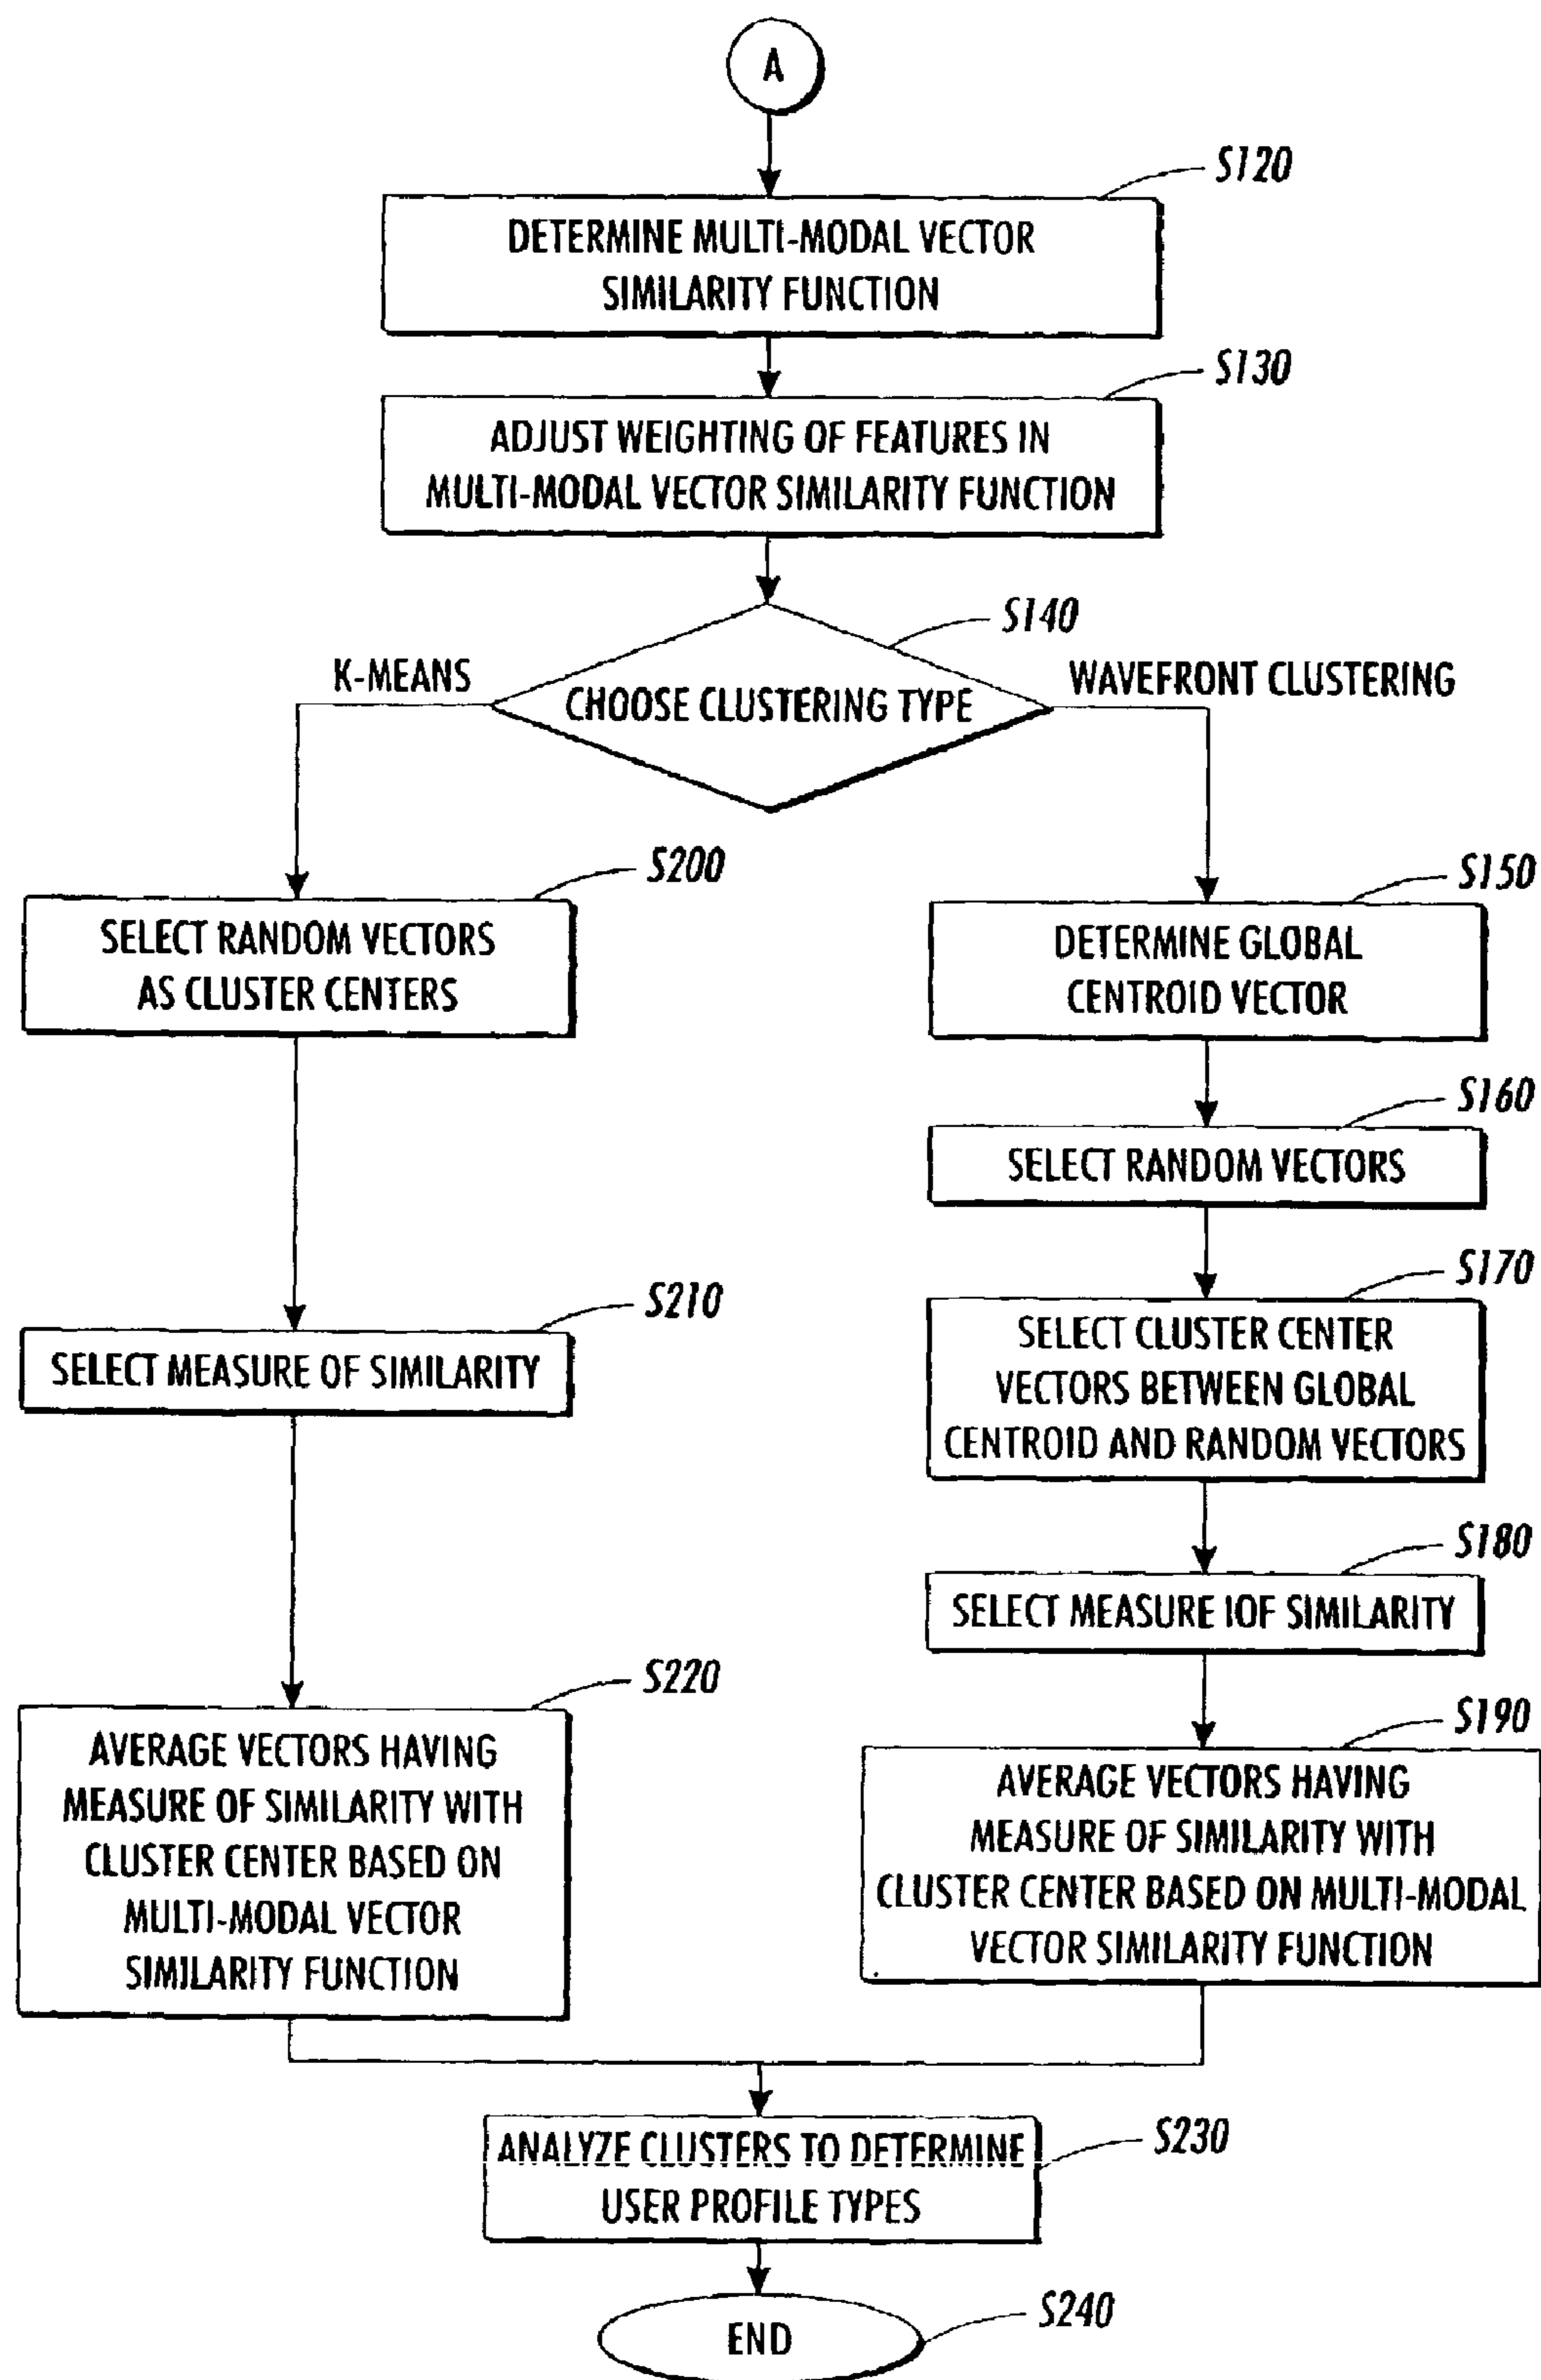 A
S120
DETERMINE MULTI-MODAL VECTOR
SIMILARITY FUNCTION
S130
ADJUST WEIGHTING OF FEATURES IN
MULTI-MODAL VECTOR SIMILARITY FUNCTION
S140
K-MEANS
CHOOSE CLUSTERING TYPE
WAVEFRONT CLUSTERING
S200
SELECT RANDOM VECTORS
AS CLUSTER CENTERS
S210
SELECT MEASURE OF SIMILARITY
S220
AVERAGE VECTORS HAVING
MEASURE OF SIMILARITY WITH
CLUSTER CENTER BASED ON
MULTI-MODAL VECTOR
SIMILARITY FUNCTION
S150
DETERMINE GLOBAL
CENTROID VECTOR
S160
SELECT RANDOM VECTORS
S170
SELECT CLUSTER CENTER
VECTORS BETWEEN GLOBAL
CENTROID AND RANDOM VECTORS
S180
SELECT MEASURE IOF SIMILARITY
S190
AVERAGE VECTORS HAVING
MEASURE OF SIMILARITY WITH
CLUSTER CENTER BASED ON MULTI-MODAL
VECTOR SIMILARITY FUNCTION
S230
ANALYZE CLUSTERS TO DETERMINE
USER PROFILE TYPES
S240
END